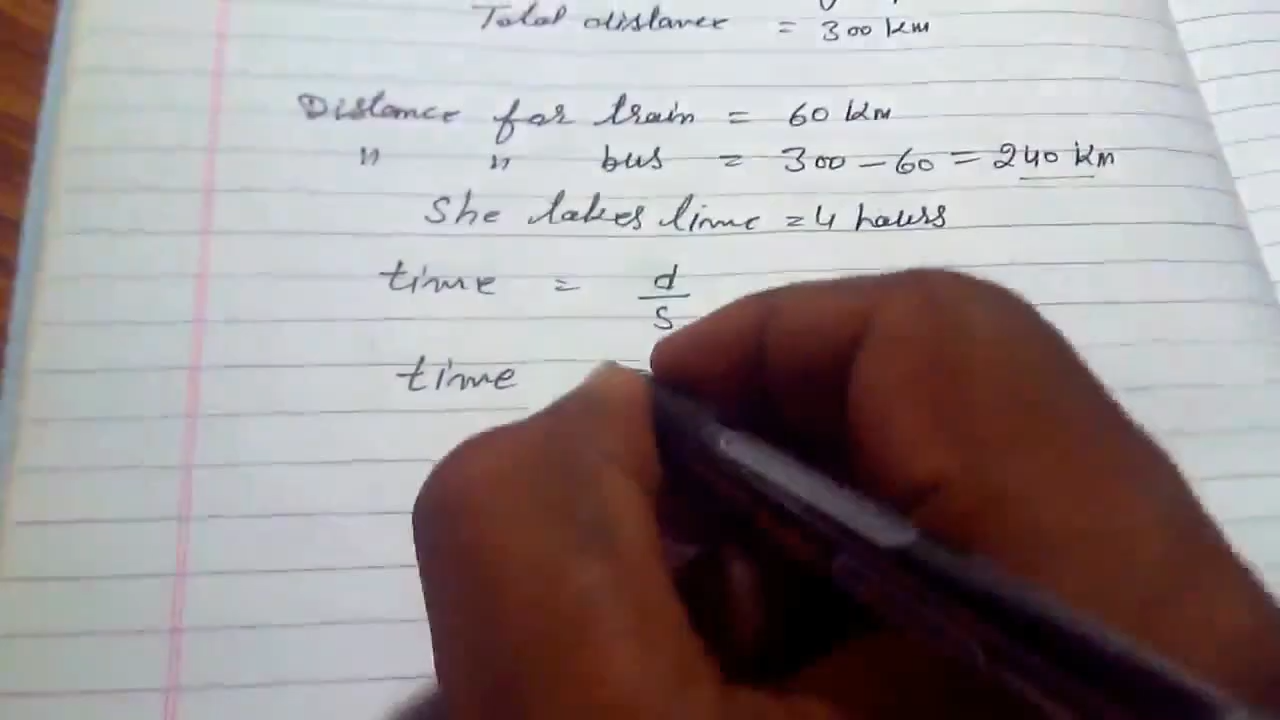 Total distance = 300 km
Distance for train = 60 km
" " bus = 300 - 60 = 240 km
She takes time = 4 hours
time = d/s
time